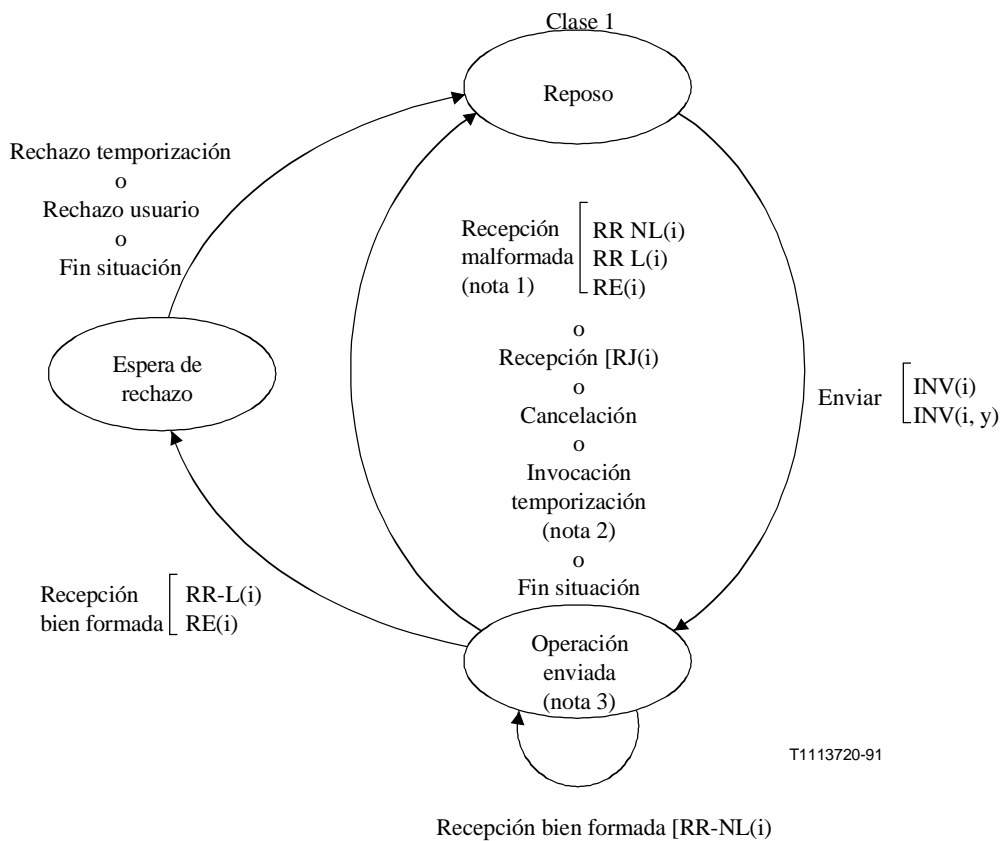 Clase 1
Reposo
Rechazo temporización
o
Rechazo usuario
o
Fin situación
Recepción
malformada
(nota 1)
RR NL(i)
RR L(i)
RE(i)
o
Recepción [RJ(i)
o
Cancelación
o
Invocación
temporización
(nota 2)
o
Fin situación
Espera de
rechazo
Enviar
INV(i)
INV(i, y)
Recepción
bien formada
RR-L(i)
RE(i)
Operación
enviada
(nota 3)
T1113720-91
Recepción bien formada [RR-NL(i)